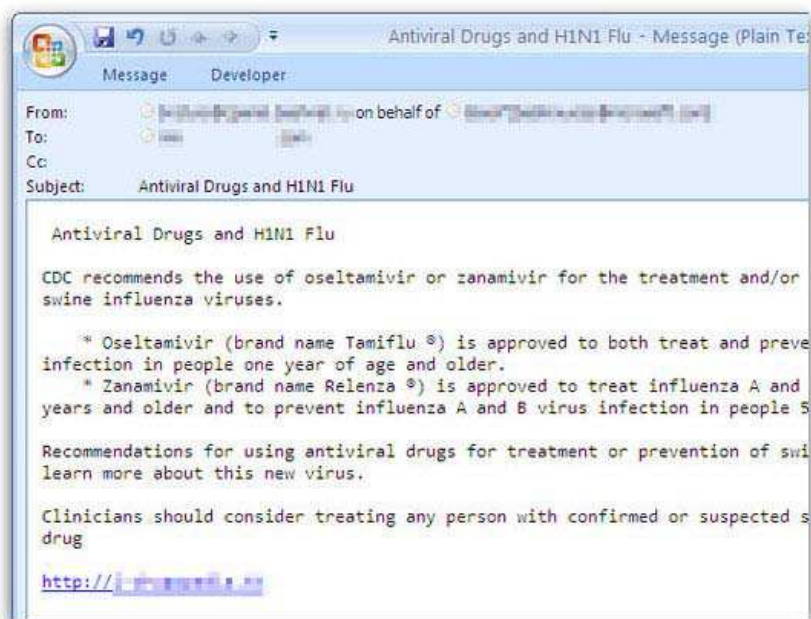 Antiviral Drugs and H1N1 Flu - Message (Plain Te
Message Developer
From: on behalf of
To:
Cc:
Subject: Antiviral Drugs and H1N1 Flu
Antiviral Drugs and H1N1 Flu
CDC recommends the use of oseltamivir or zanamivir for the treatment and/or
swine influenza viruses.
* Oseltamivir (brand name Tamiflu ®) is approved to both treat and preve
infection in people one year of age and older.
* Zanamivir (brand name Relenza ®) is approved to treat influenza A and
years and older and to prevent influenza A and B virus infection in people 5
Recommendations for using antiviral drugs for treatment or prevention of swi
learn more about this new virus.
Clinicians should consider treating any person with confirmed or suspected s
drug
http://